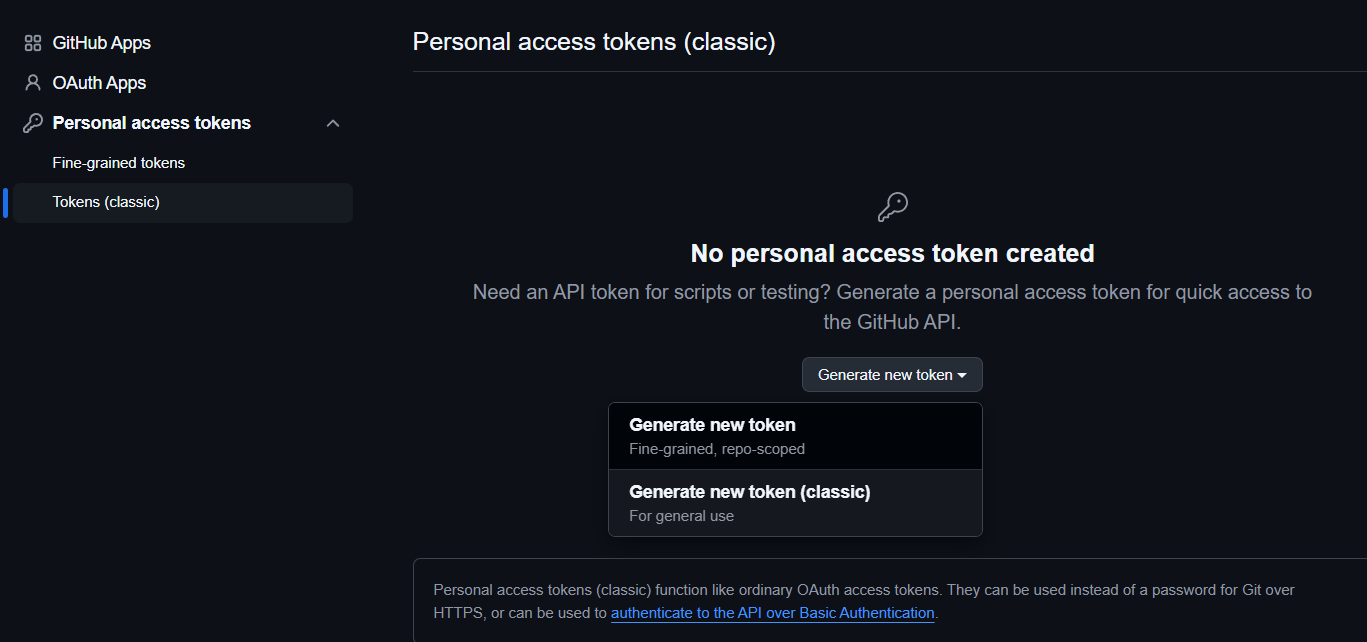 GitHub Apps
OAuth Apps
Personal access tokens
Fine-grained tokens
Tokens (classic)
Personal access tokens (classic)
No personal access token created
Need an API token for scripts or testing? Generate a personal access token for quick access to
the GitHub API.
Generate new token
Generate new token
Fine-grained, repo-scoped
Generate new token (classic)
For general use
Personal access tokens (classic) function like ordinary OAuth access tokens. They can be used instead of a password for Git over
HTTPS, or can be used to authenticate to the API over Basic Authentication.